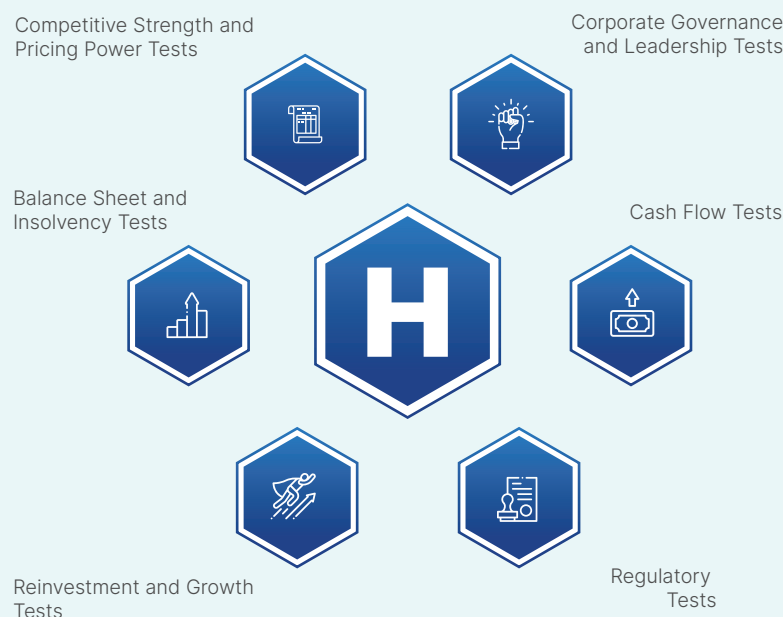 Competitive Strength and
Pricing Power Tests
Corporate Governance
and Leadership Tests
Balance Sheet and
Insolvency Tests
Cash Flow Tests
H
Reinvestment and Growth
Tests
Regulatory
Tests